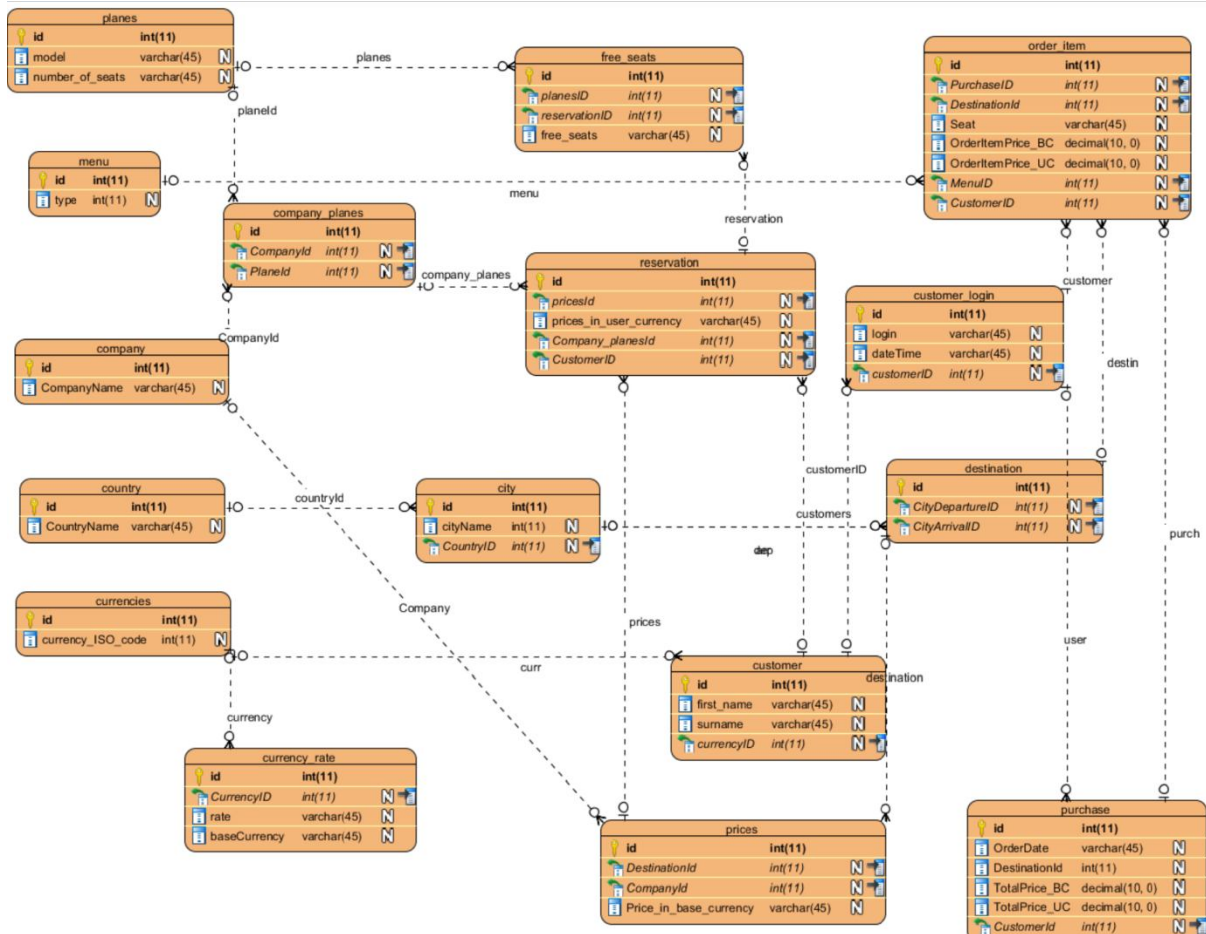 planes
id int(11)
model varchar(45) N
number_of_seats varchar(45) N
planes
free_seats
id int(11)
planesID int(11) N
reservationID int(11) N
free_seats varchar(45) N
order_item
id int(11)
PurchaseID int(11) N
DestinationId int(11) N
Seat varchar(45) N
OrderItemPrice_BC decimal(10, 0) N
OrderItemPrice_UC decimal(10, 0) N
MenuID int(11) N
CustomerID int(11) N
planeId
menu
id int(11)
type int(11) N
menu
company_planes
id int(11)
CompanyId int(11) N
PlaneId int(11) N
company_planes
reservation
reservation
id int(11)
pricesId int(11) N
prices_in_user_currency varchar(45) N
Company_planesId int(11) N
CustomerID int(11) N
customer_login
id int(11)
login varchar(45) N
dateTime varchar(45) N
customerID int(11) N
customer
CompanyId
company
id int(11)
CompanyName varchar(45) N
destin
country
id int(11)
CountryName varchar(45) N
countryId
city
id int(11)
cityName int(11) N
CountryID int(11) N
customerID
customers
destination
id int(11)
CityDepartureID int(11) N
CityArrivalID int(11) N
purch
currencies
id int(11)
currency_ISO_code int(11) N
Company
prices
curr
user
customer
id int(11)
first_name varchar(45) N
surname varchar(45) N
currencyID int(11) N
destination
currency
currency_rate
id int(11)
CurrencyID int(11) N
rate varchar(45) N
baseCurrency varchar(45) N
prices
id int(11)
DestinationId int(11) N
CompanyId int(11) N
Price_in_base_currency varchar(45) N
purchase
id int(11)
OrderDate varchar(45) N
DestinationId int(11) N
TotalPrice_BC decimal(10, 0) N
TotalPrice_UC decimal(10, 0) N
CustomerId int(11) N